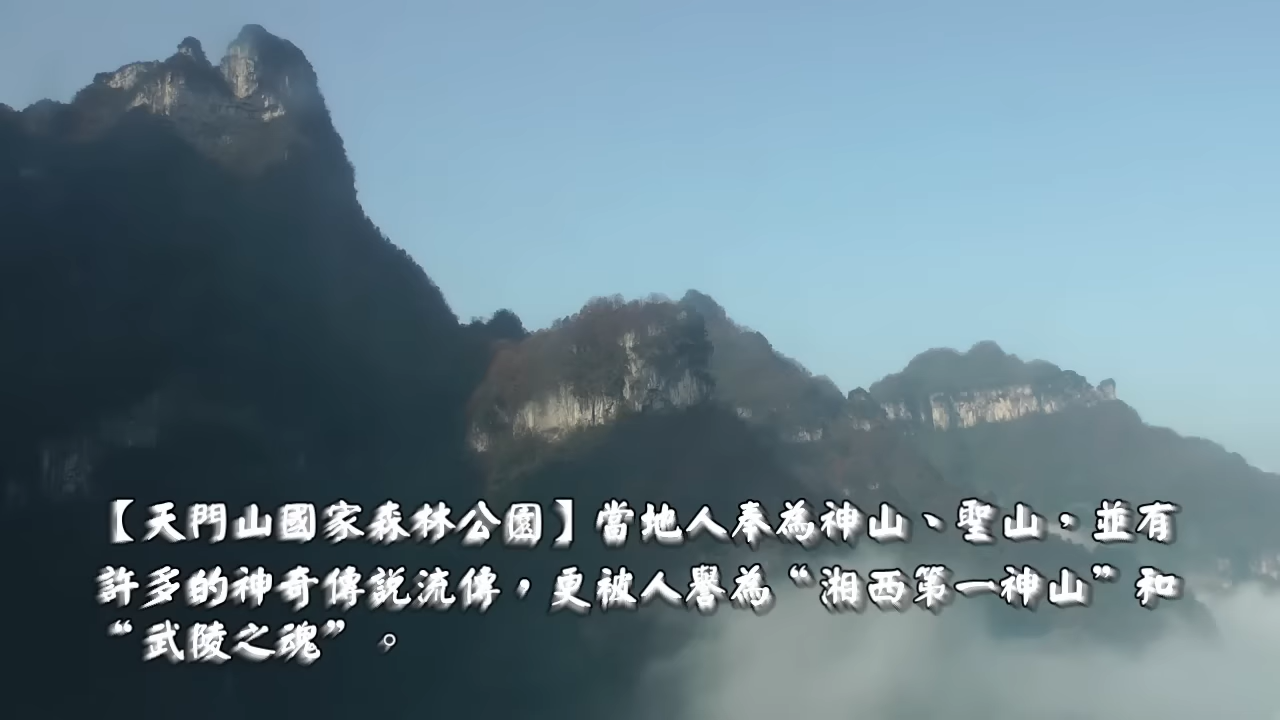 【天門山國家森林公園】當地人奉為神山、聖山，並有
許多的神奇傳說流傳，更被人譽為“湘西第一神山”和
“武陵之魂”。